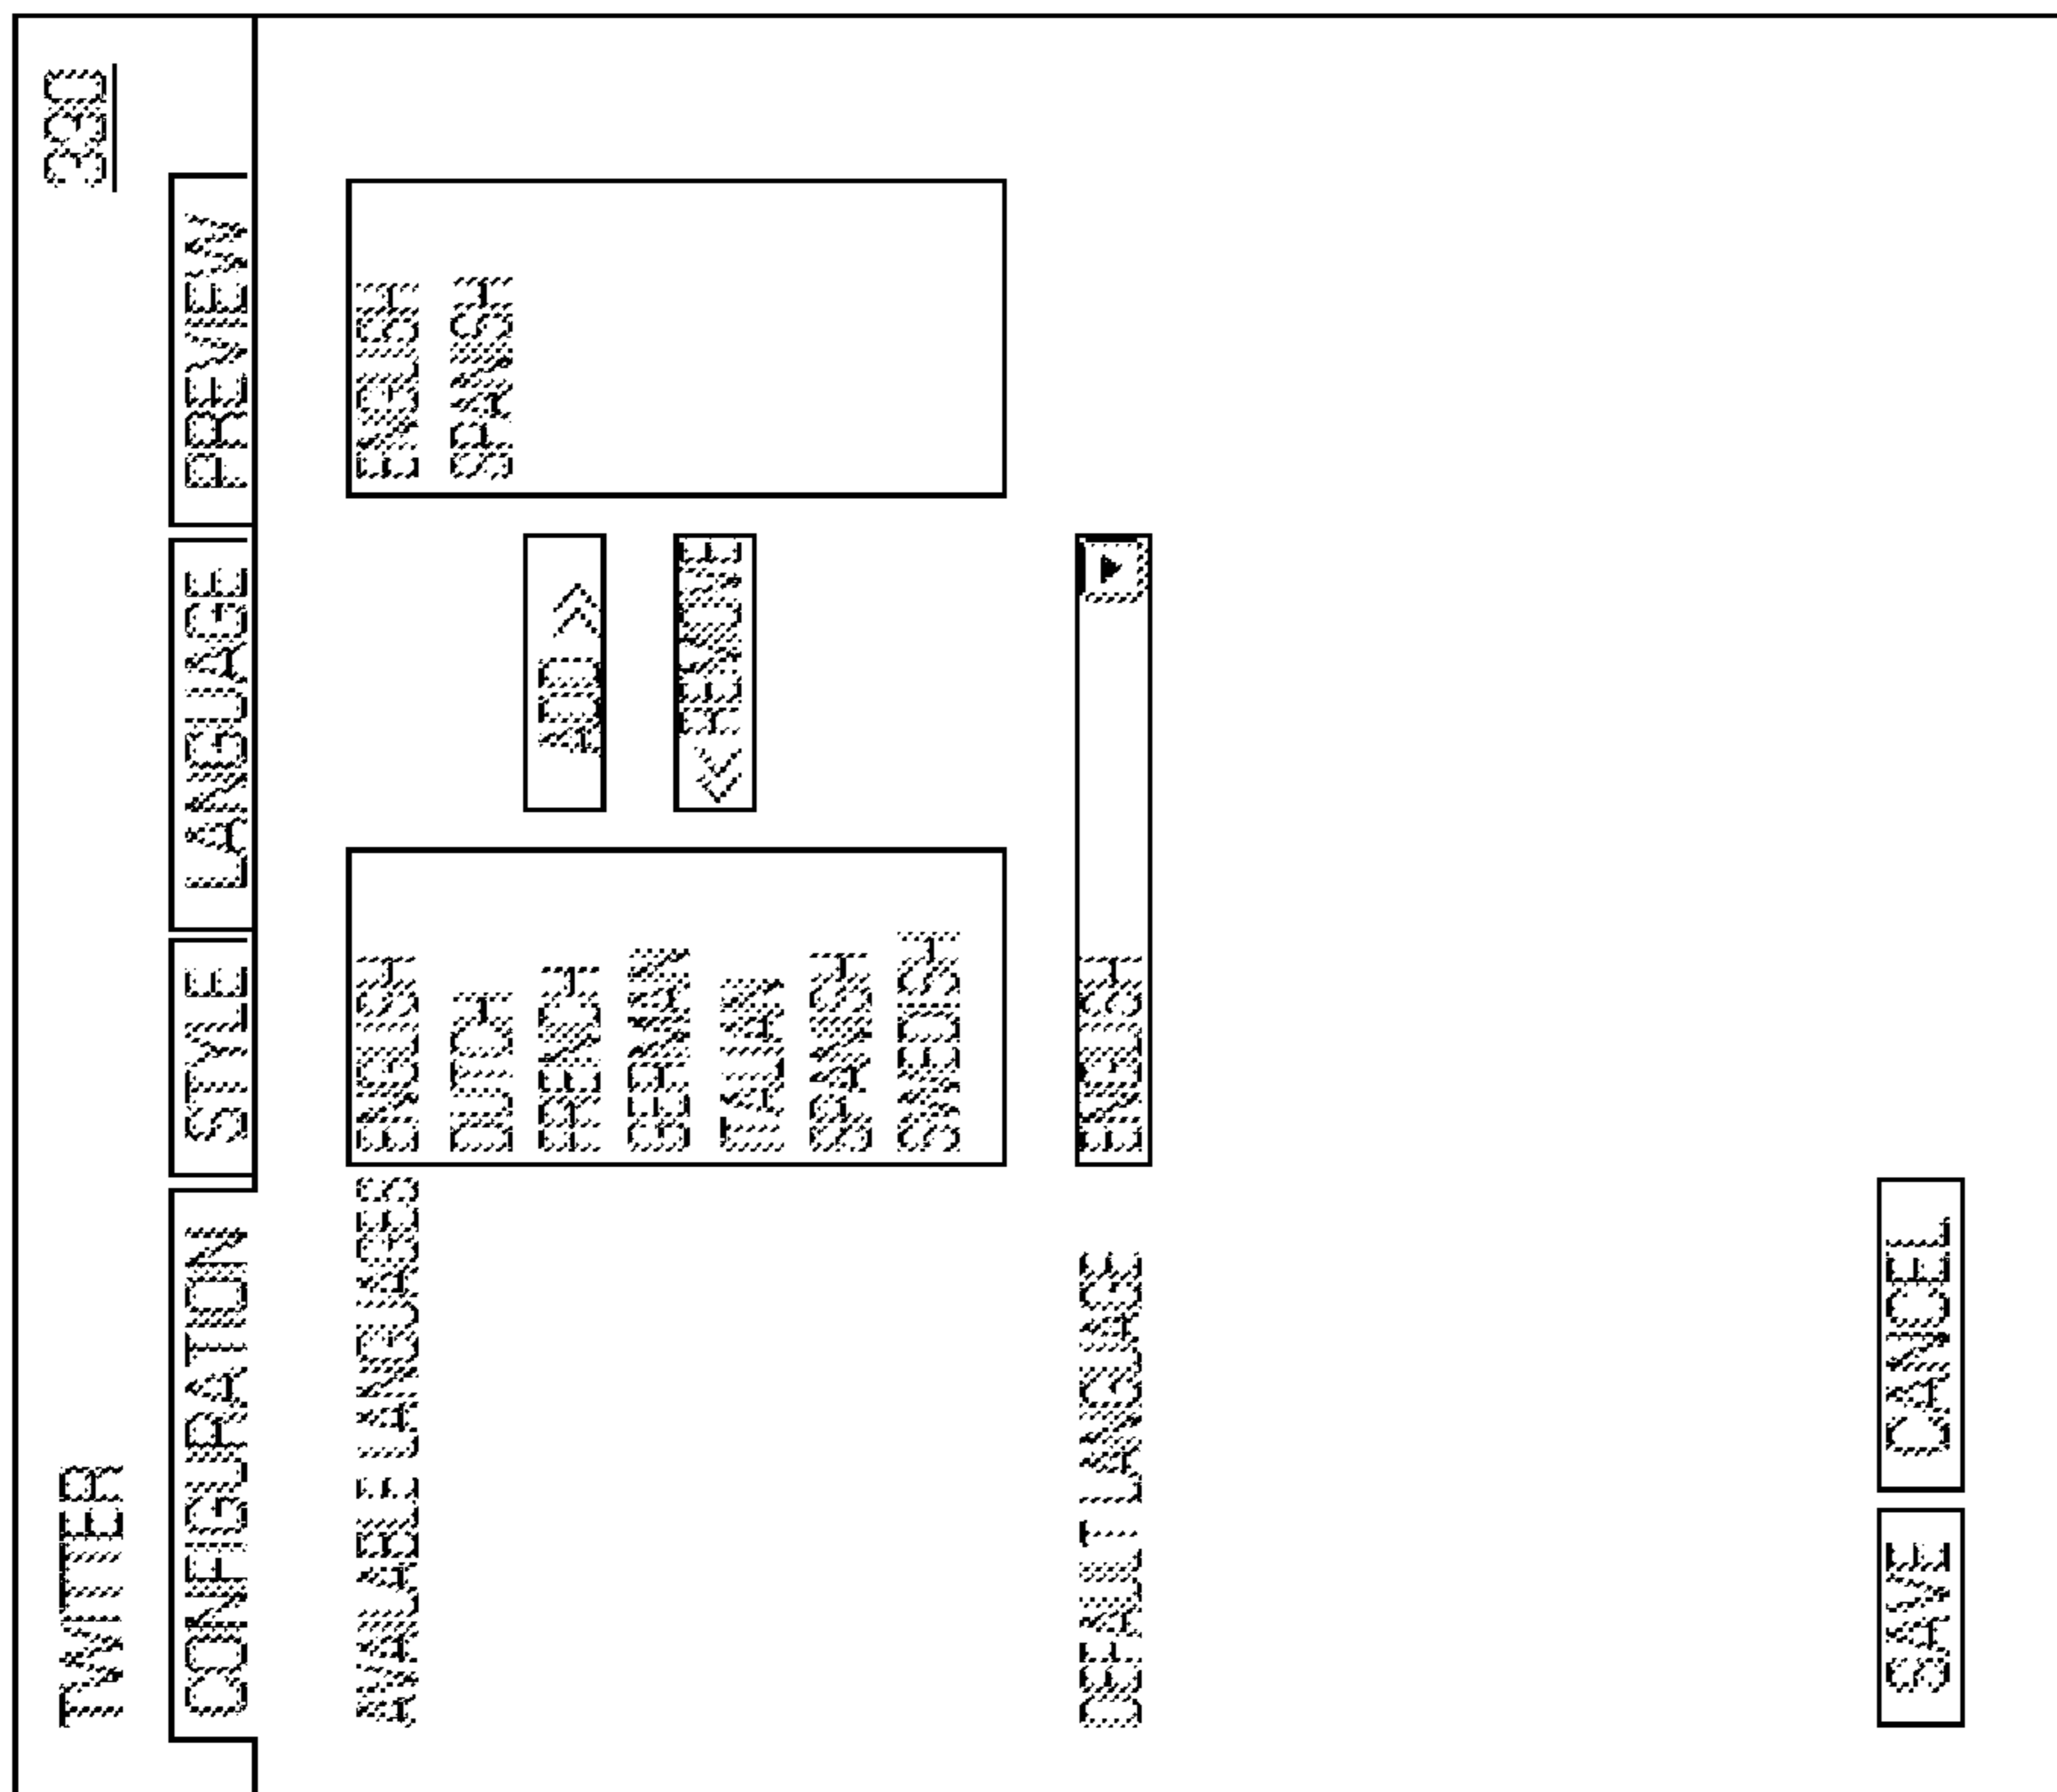 TWITTER 330
CONFIGURATION STYLE LANGUAGE PREVIEW
AVAILABLE LANGUAGES
ENGLISH
DUTCH
FRENCH
GERMAN
ITALIAN
SPANISH
SWEDISH
ADD >>
<< REMOVE
ENGLISH
SPANISH
DEFAULT LANGUAGE ENGLISH
SAVE CANCEL